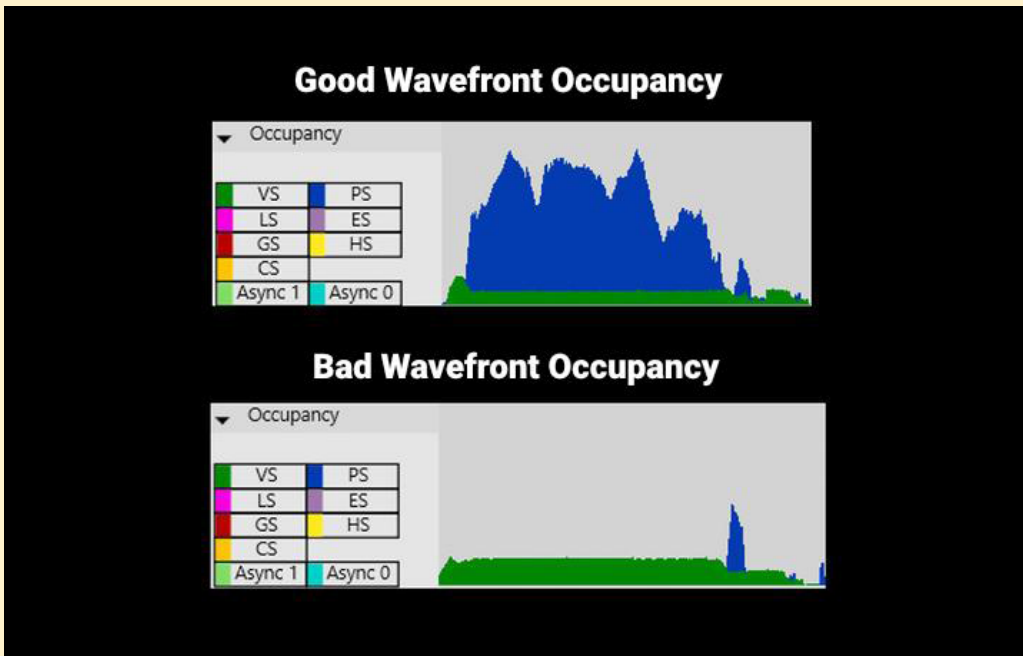 Good Wavefront Occupancy
Occupancy
VS PS
LS ES
GS HS
CS
Async 1 Async 0
Bad Wavefront Occupancy
Occupancy
VS PS
LS ES
GS HS
CS
Async 1 Async 0